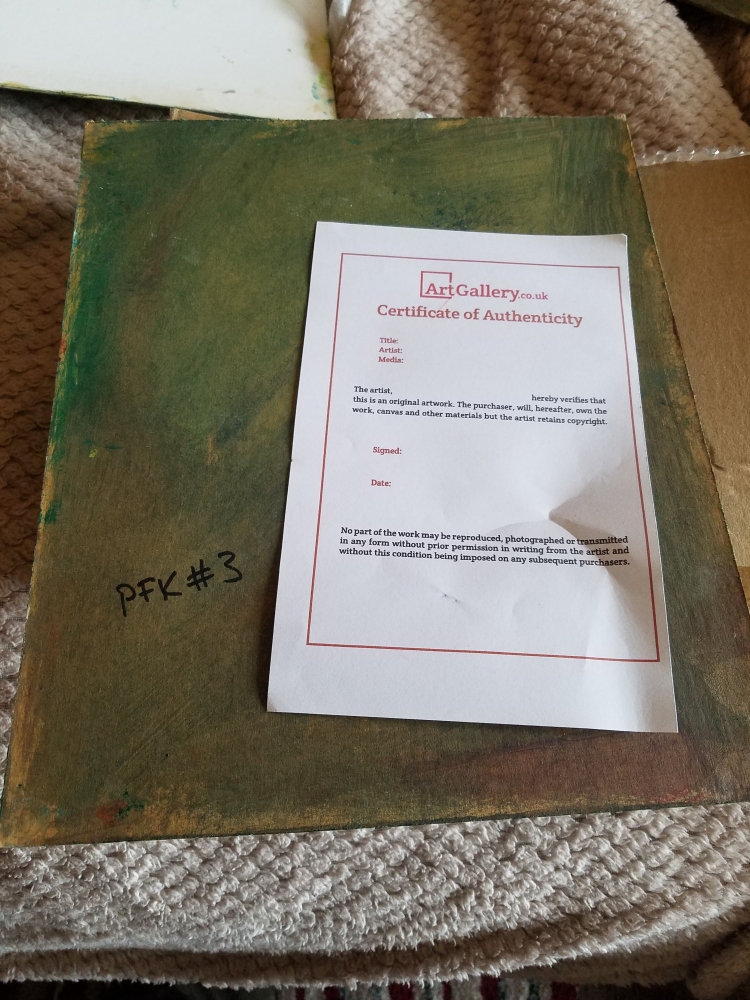 ArtGallery.co.uk
Certificate of Authenticity
Title:
Artist:
Media:
The artist, hereby verifies that
this is an original artwork. The purchaser, will, hereafter, own the
work, canvas and other materials but the artist retains copyright.
Signed:
Date:
No part of the work may be reproduced, photographed or transmitted
in any form without prior permission in writing from the artist and
without this condition being imposed on any subsequent purchasers.
PFK #3